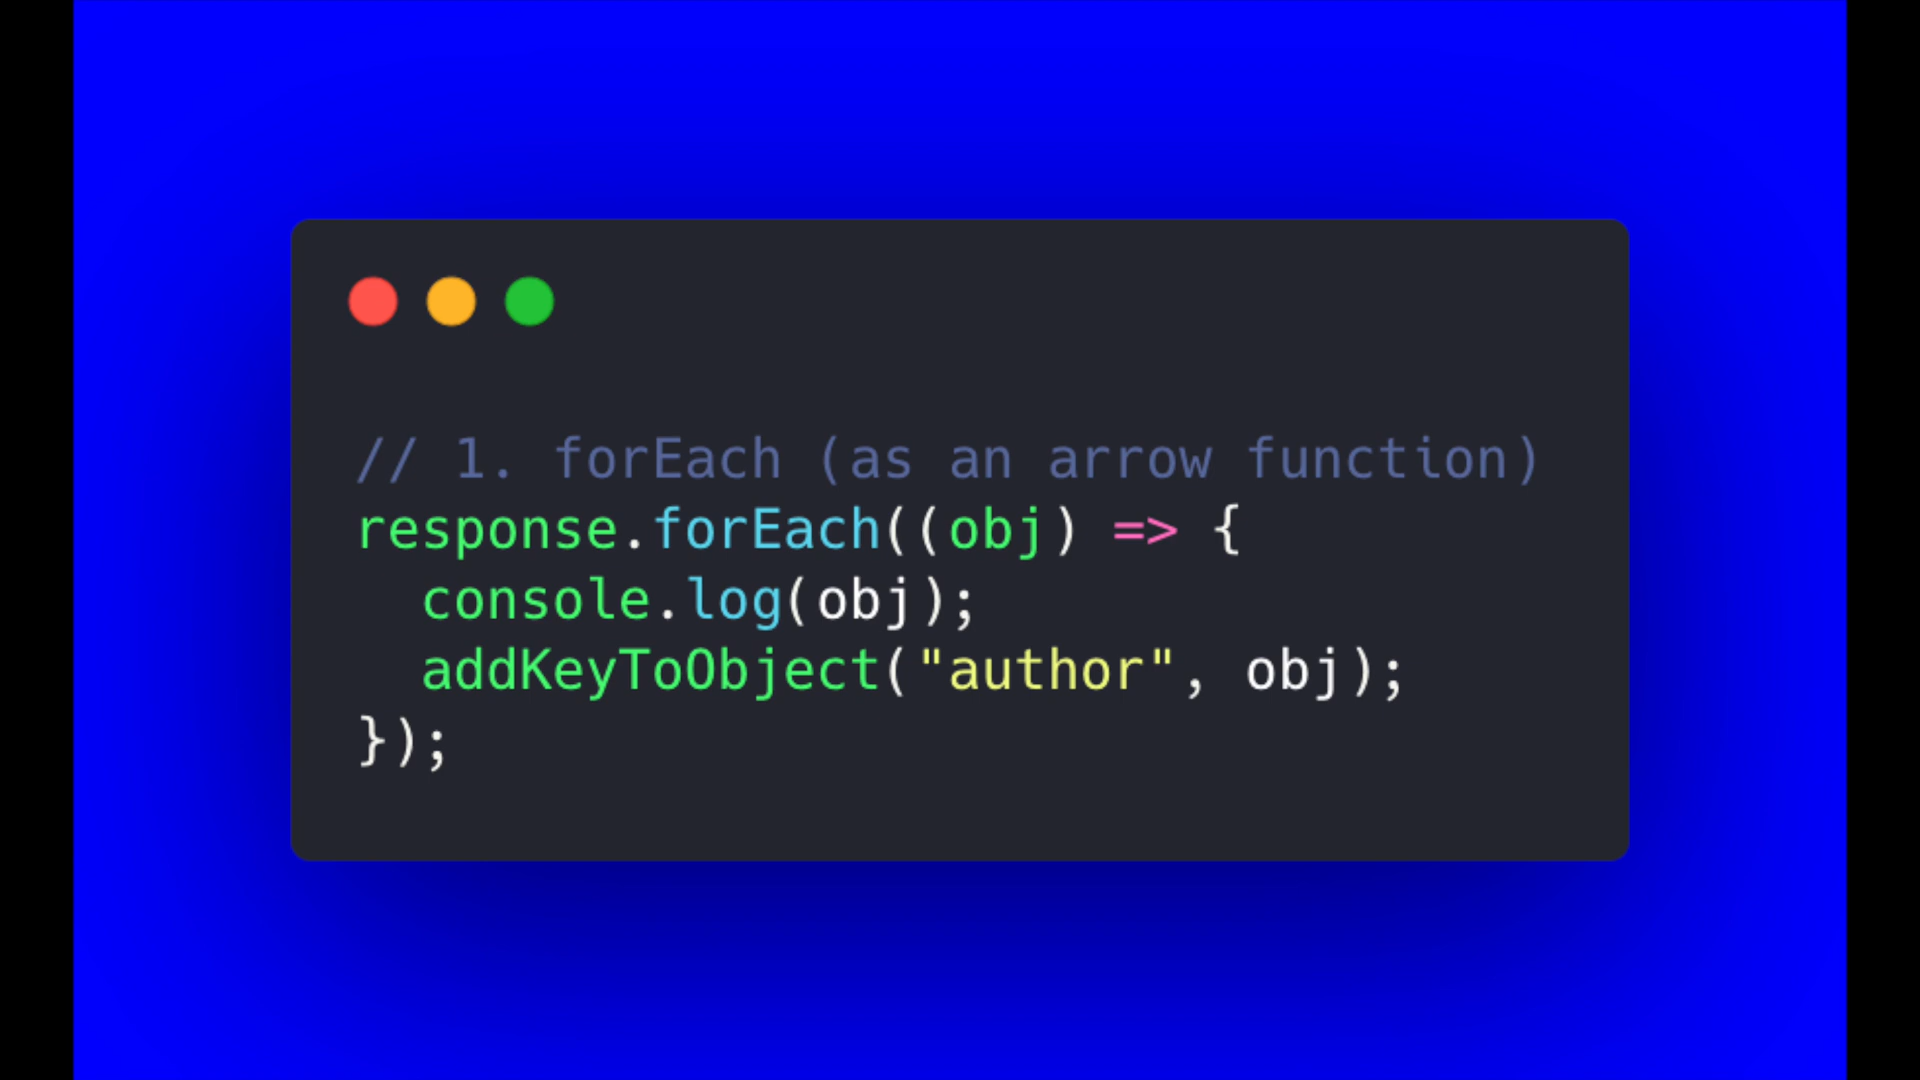 // 1. forEach (as an arrow function)
response.forEach((obj) => {
  console.log(obj);
  addKeyToObject("author", obj);
});